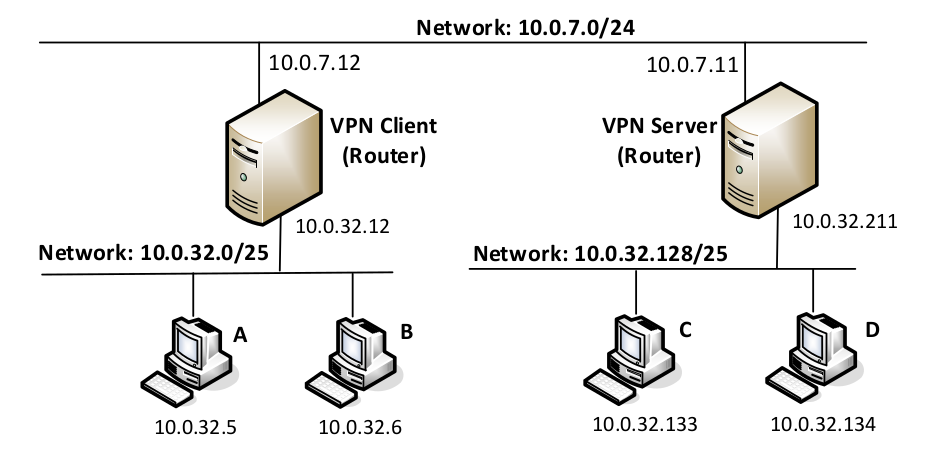 Network: 10.0.7.0/24
10.0.7.12
10.0.7.11
VPN Client
(Router)
VPN Server
(Router)
10.0.32.12
10.0.32.211
Network: 10.0.32.0/25
Network: 10.0.32.128/25
A
B
C
D
10.0.32.5
10.0.32.6
10.0.32.133
10.0.32.134